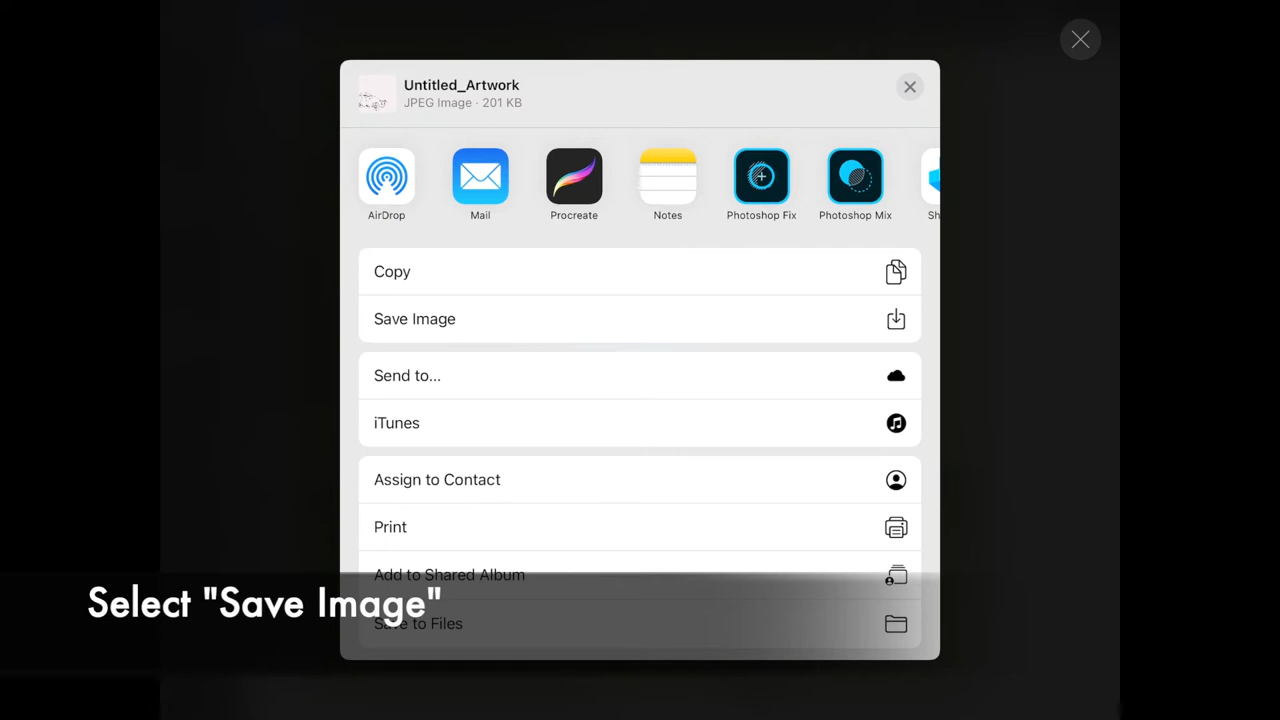 Untitled_Artwork
JPEG Image · 201 KB
AirDrop
Mail
Procreate
Notes
Photoshop Fix
Photoshop Mix
Sh
Copy
Save Image
Send to...
iTunes
Assign to Contact
Print
Add to Shared Album
Select "Save Image"
Save to Files